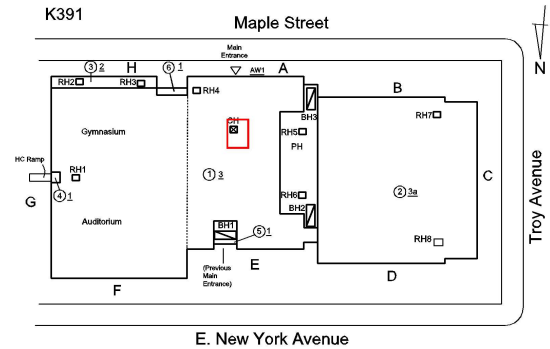 K391
Maple Street
N
Main
Entrance
H
③ 2
⑥ 1
AW1
A
B
RH2
RH3
RH4
BH3
RH7
CH
RH5
PH
Gymnasium
HC Ramp
RH1
① 3
C
② 3a
G
④ 1
RH6
BH2
Auditorium
BH1
⑤ 1
RH8
Troy Avenue
(Previous
Main
Entrance)
E
F
D
E. New York Avenue